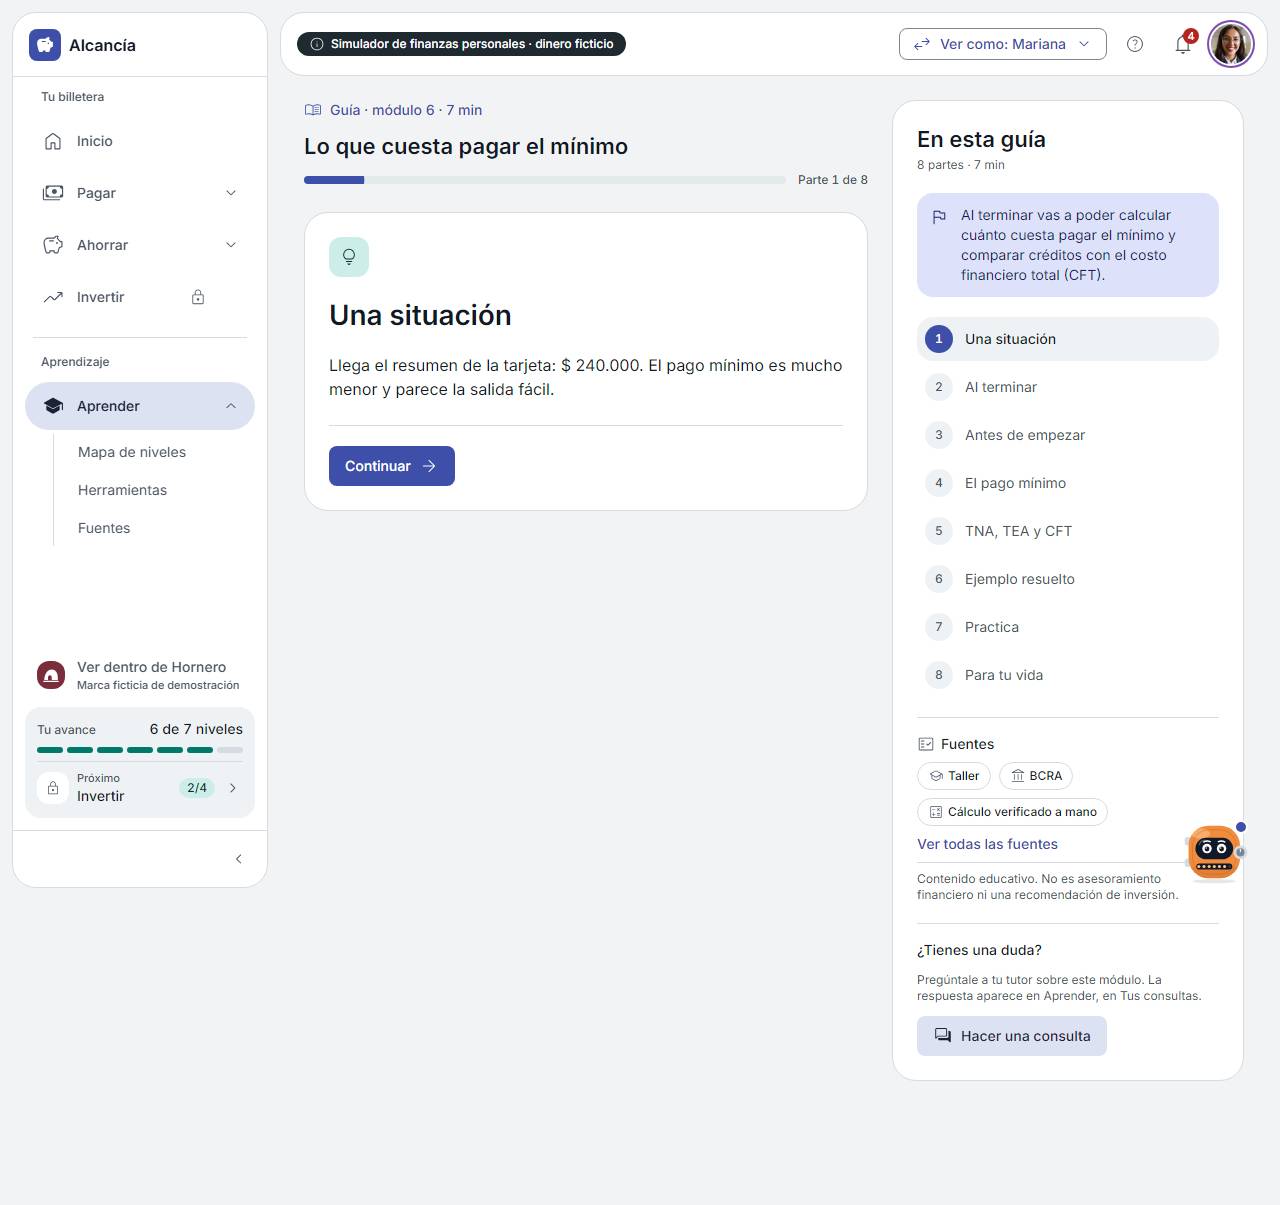 Alcancía
Tu billetera
Inicio
Pagar
Ahorrar
Invertir
Aprendizaje
Aprender
Mapa de niveles
Herramientas
Fuentes
Ver dentro de Hornero
Marca ficticia de demostración
Tu avance
6 de 7 niveles
Próximo
Invertir
2/4
Simulador de finanzas personales · dinero ficticio
Ver como: Mariana
4
Guía · módulo 6 · 7 min
Lo que cuesta pagar el mínimo
Parte 1 de 8
Una situación
Llega el resumen de la tarjeta: $ 240.000. El pago mínimo es mucho
menor y parece la salida fácil.
Continuar
En esta guía
8 partes · 7 min
Al terminar vas a poder calcular
cuánto cuesta pagar el mínimo y
comparar créditos con el costo
financiero total (CFT).
1 Una situación
2 Al terminar
3 Antes de empezar
4 El pago mínimo
5 TNA, TEA y CFT
6 Ejemplo resuelto
7 Practica
8 Para tu vida
Fuentes
Taller
BCRA
Cálculo verificado a mano
Ver todas las fuentes
Contenido educativo. No es asesoramiento
financiero ni una recomendación de inversión.
¿Tienes una duda?
Pregúntale a tu tutor sobre este módulo. La
respuesta aparece en Aprender, en Tus consultas.
Hacer una consulta